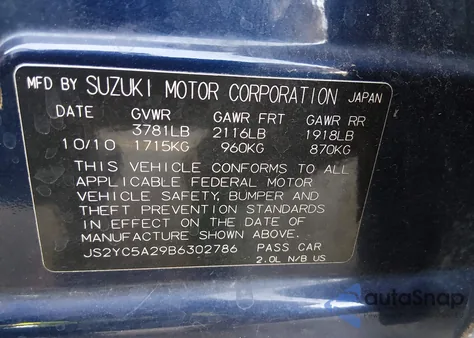 MFD BY SUZUKI MOTOR CORPORATION JAPAN
DATE GVWR GAWR FRT GAWR RR
3781LB 2116LB 1918LB
10/10 1715KG 960KG 870KG
THIS VEHICLE CONFORMS TO ALL
APPLICABLE FEDERAL MOTOR
VEHICLE SAFETY, BUMPER AND
THEFT PREVENTION STANDARDS
IN EFFECT ON THE DATE OF
MANUFACTURE SHOWN ABOVE.
JS2YC5A29B6302786 PASS CAR
2.0L N/B US
autoSnap